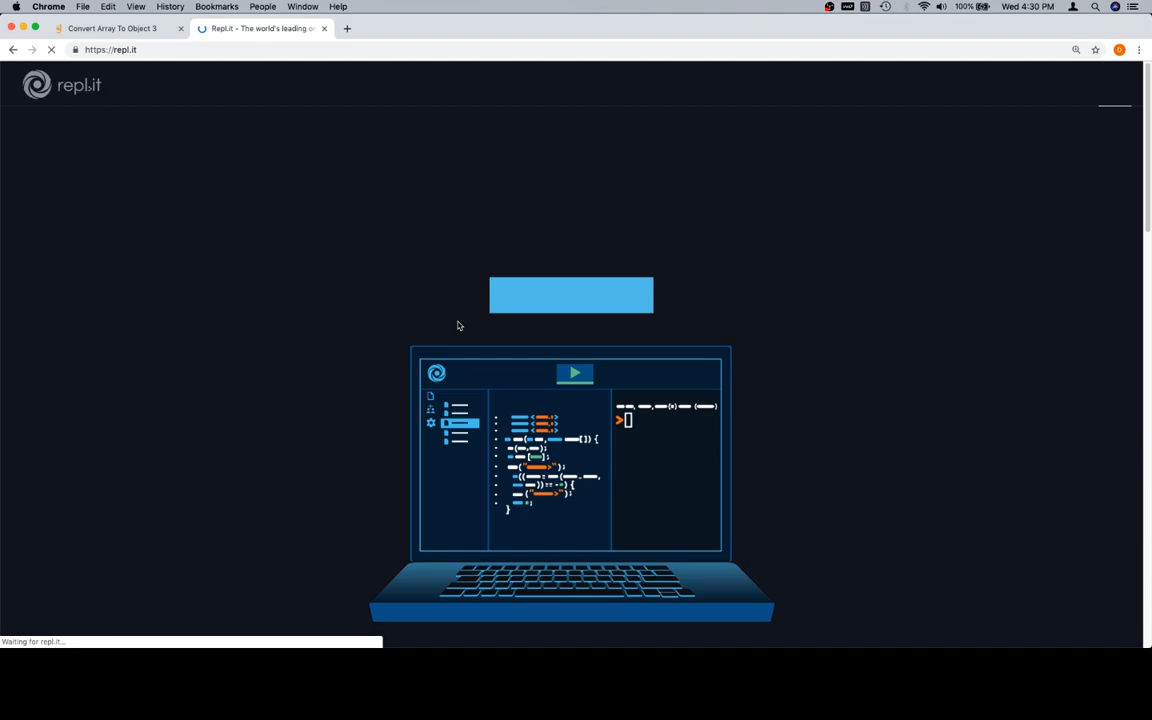 Chrome File Edit View History Bookmarks People Window Help 100% Wed 4:30 PM
Convert Array To Object 3 Repl.it - The world's leading o
https://repl.it D
repl.it
Waiting for repl.it...